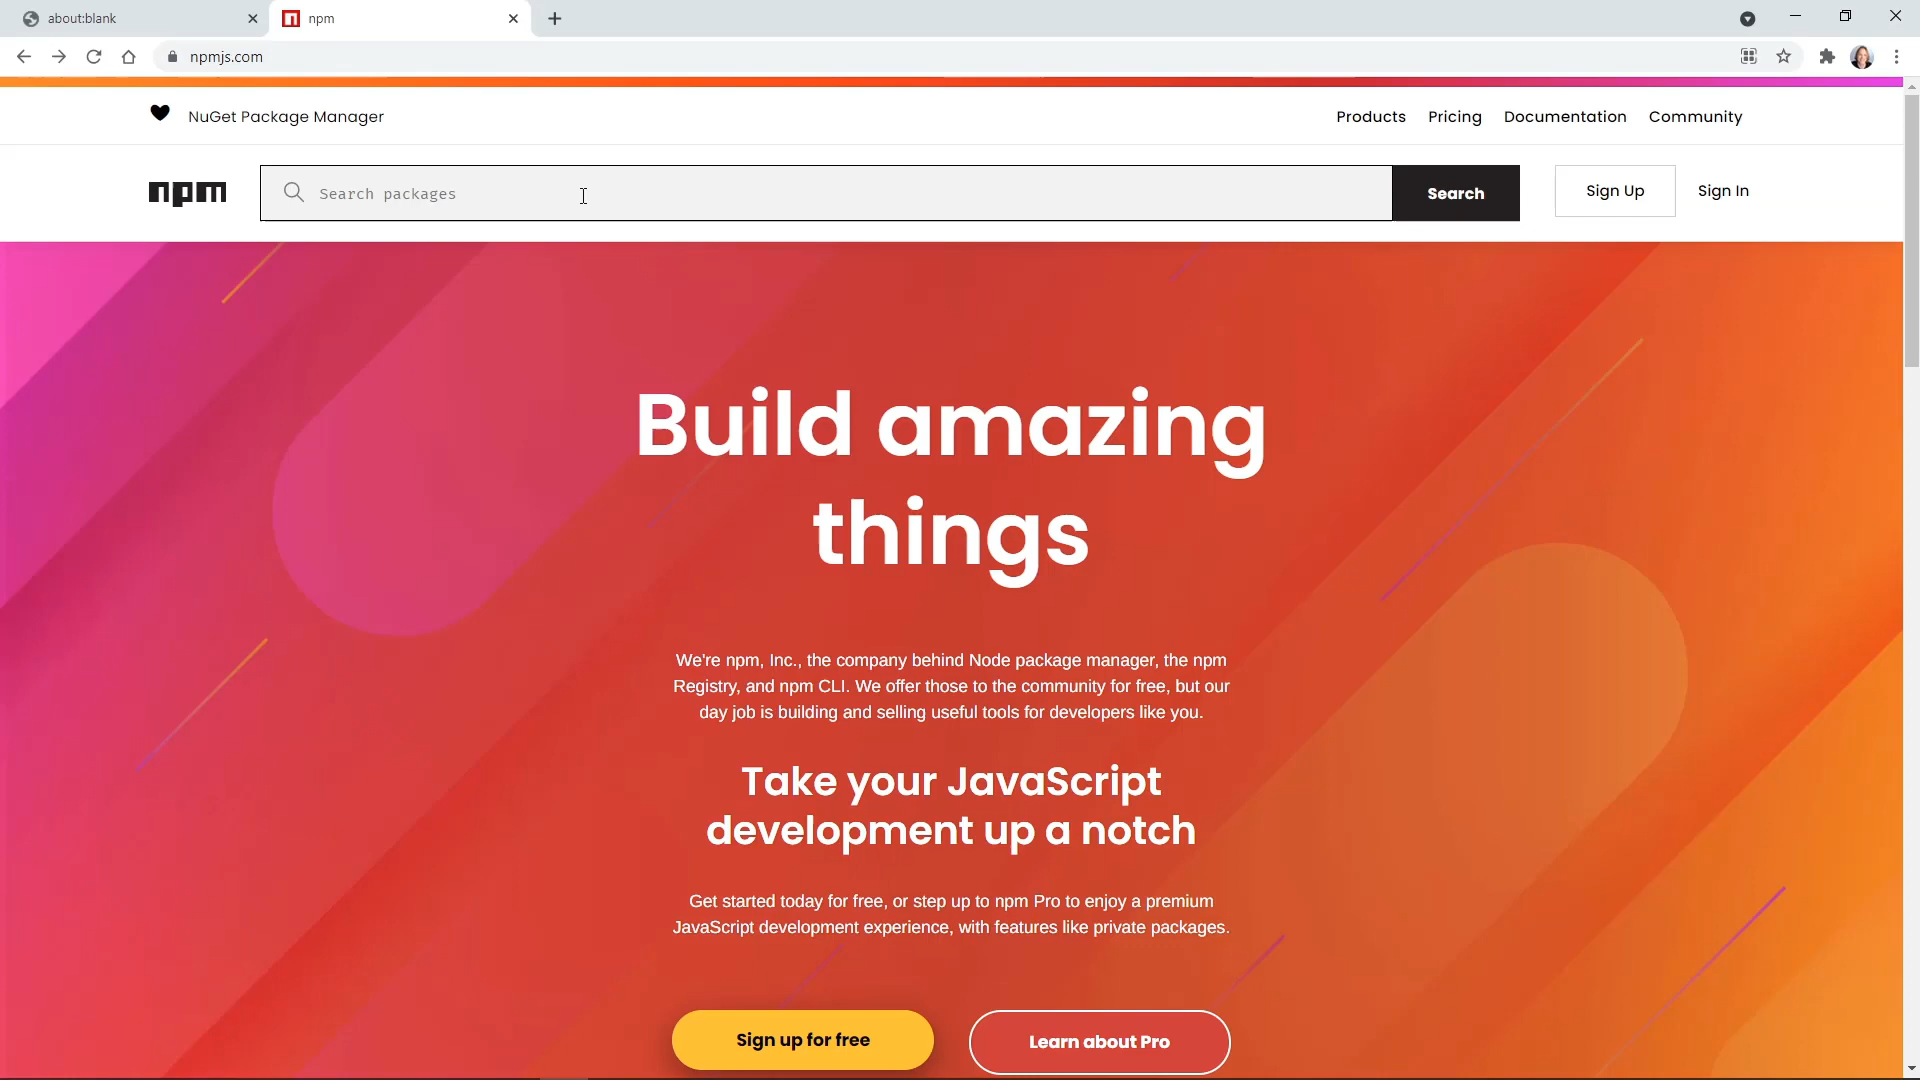 about:blank
npm
npmjs.com
NuGet Package Manager
Products
Pricing
Documentation
Community
npm
Search packages
Search
Sign Up
Sign In
Build amazing
things
We're npm, Inc., the company behind Node package manager, the npm
Registry, and npm CLI. We offer those to the community for free, but our
day job is building and selling useful tools for developers like you.
Take your JavaScript
development up a notch
Get started today for free, or step up to npm Pro to enjoy a premium
JavaScript development experience, with features like private packages.
Sign up for free
Learn about Pro